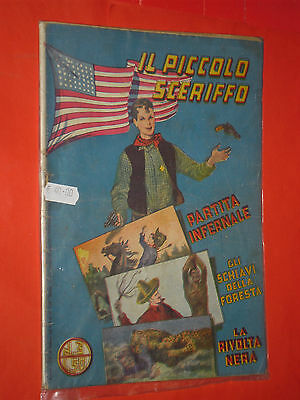 IL PICCOLO
SCERIFFO
PARTITA
INFERNALE
GLI
SCHIAVI
DELLA
FORESTA
LA
RIVOLTA
NERA